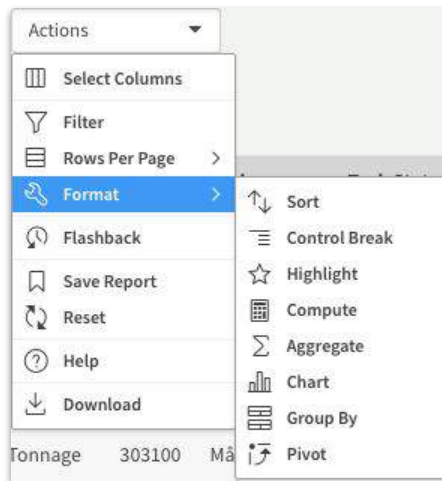 Actions
Select Columns
Filter
Rows Per Page
Format
Flashback
Save Report
Reset
Help
Download
Sort
Control Break
Highlight
Compute
Aggregate
Chart
Group By
Pivot
Tonnage 303100